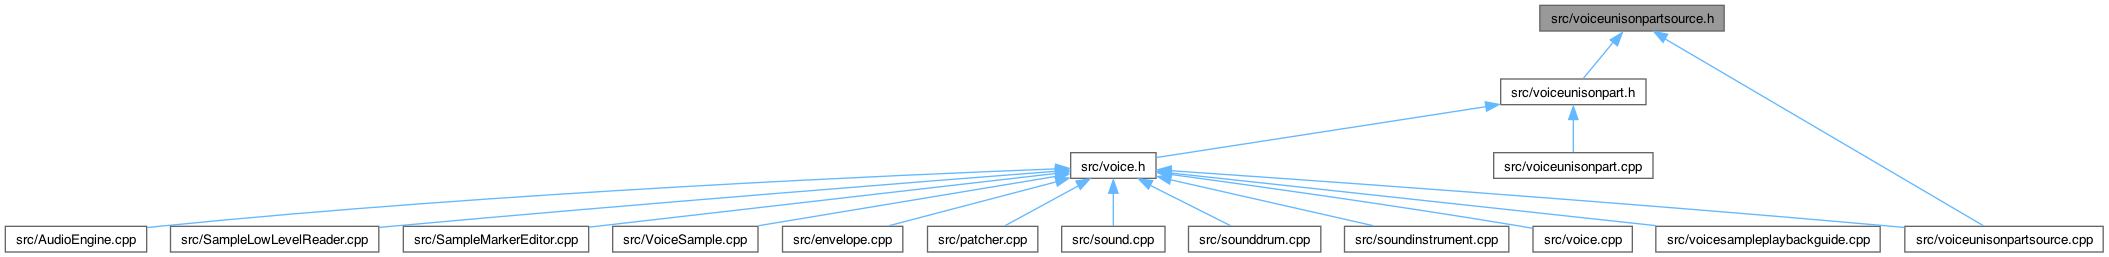 src/voiceunisonpartsource.h
src/voiceunisonpart.h
src/voice.h
src/voiceunisonpart.cpp
src/AudioEngine.cpp
src/SampleLowLevelReader.cpp
src/SampleMarkerEditor.cpp
src/VoiceSample.cpp
src/envelope.cpp
src/patcher.cpp
src/sound.cpp
src/sounddrum.cpp
src/soundinstrument.cpp
src/voice.cpp
src/voicesampleplaybackguide.cpp
src/voiceunisonpartsource.cpp